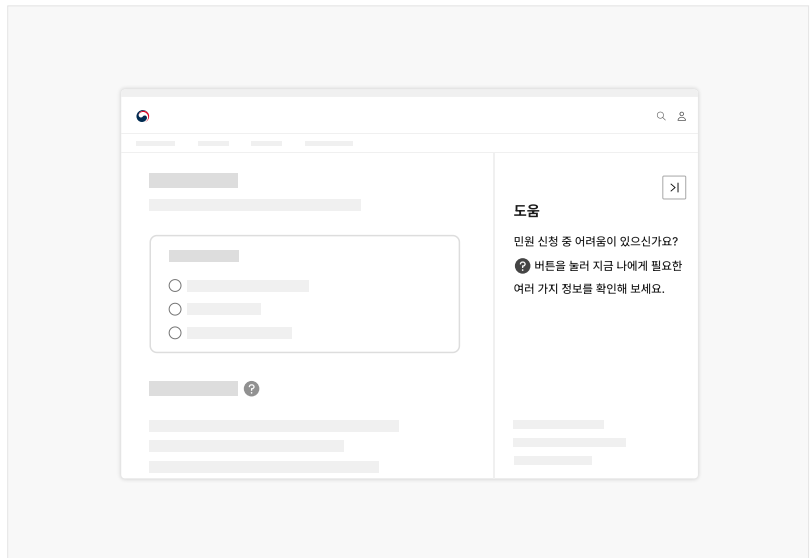 도움
민원 신청 중 어려움이 있으신가요?
? 버튼을 눌러 지금 나에게 필요한
여러 가지 정보를 확인해 보세요.
?